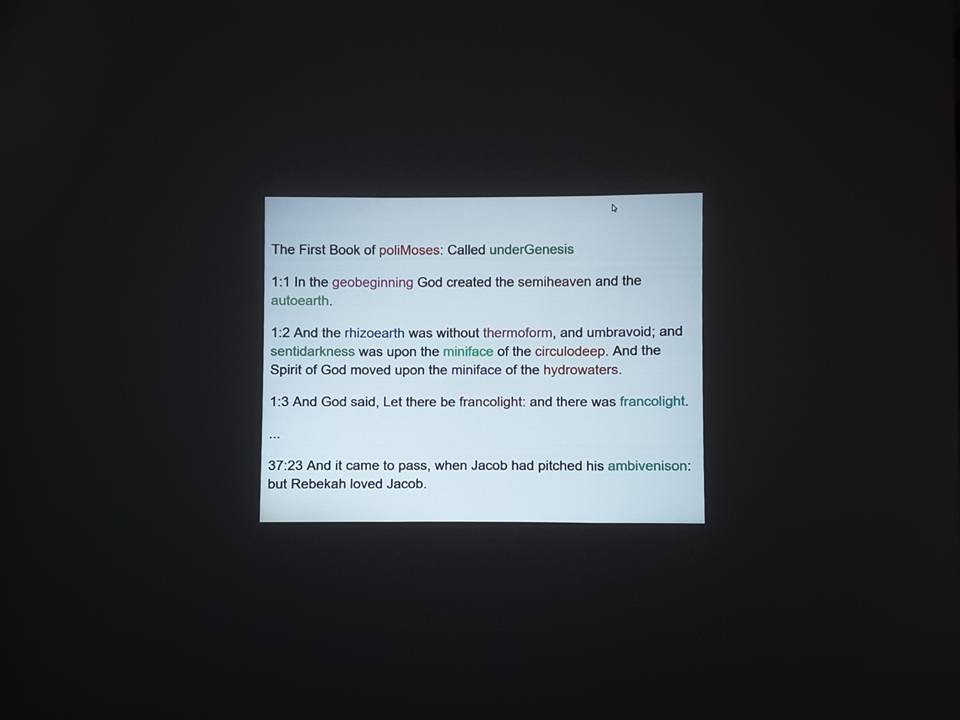 The First Book of poliMoses: Called underGenesis
1:1 In the geobeginning God created the semiheaven and the
autoearth.
1:2 And the rhizoearth was without thermoform, and umbravoid; and
sentidarkness was upon the miniface of the circulodeep. And the
Spirit of God moved upon the miniface of the hydrowaters.
1:3 And God said, Let there be francolight: and there was francolight.
...
37:23 And it came to pass, when Jacob had pitched his ambivenison:
but Rebekah loved Jacob.